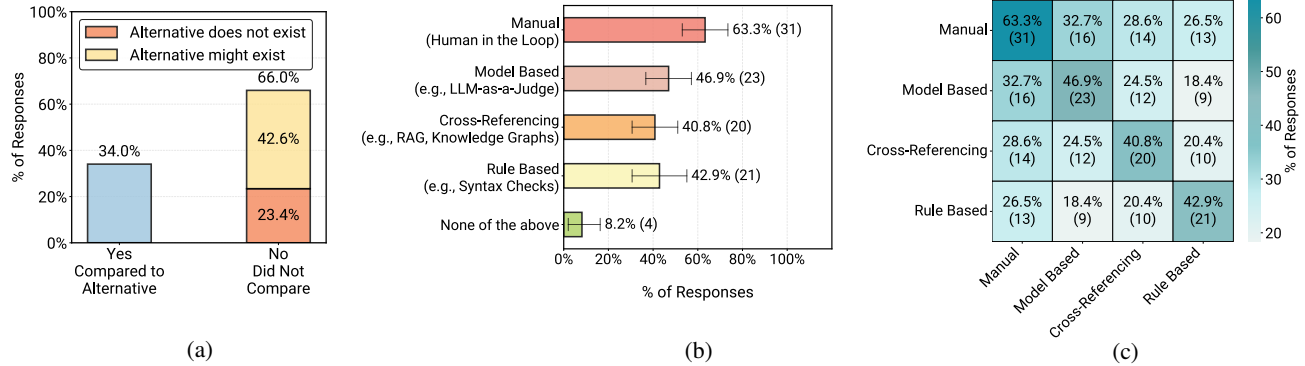 100%
80%
60%
40%
20%
0%
% of Responses
Alternative does not exist
Alternative might exist
66.0%
42.6%
34.0%
23.4%
Yes
Compared to
Alternative
No
Did Not
Compare
(a)
Manual
(Human in the Loop)
63.3% (31)
Model Based
(e.g., LLM-as-a-Judge)
46.9% (23)
Cross-Referencing
(e.g., RAG, Knowledge Graphs)
40.8% (20)
Rule Based
(e.g., Syntax Checks)
42.9% (21)
None of the above
8.2% (4)
0% 20% 40% 60% 80% 100%
% of Responses
(b)
Manual
63.3% 32.7% 28.6% 26.5%
(31) (16) (14) (13)
Model Based
32.7% 46.9% 24.5% 18.4%
(16) (23) (12) (9)
Cross-Referencing
28.6% 24.5% 40.8% 20.4%
(14) (12) (20) (10)
Rule Based
26.5% 18.4% 20.4% 42.9%
(13) (9) (10) (21)
Manual
Model Based
Cross-Referencing
Rule Based
60
50
40
30
20
% of Responses
(c)